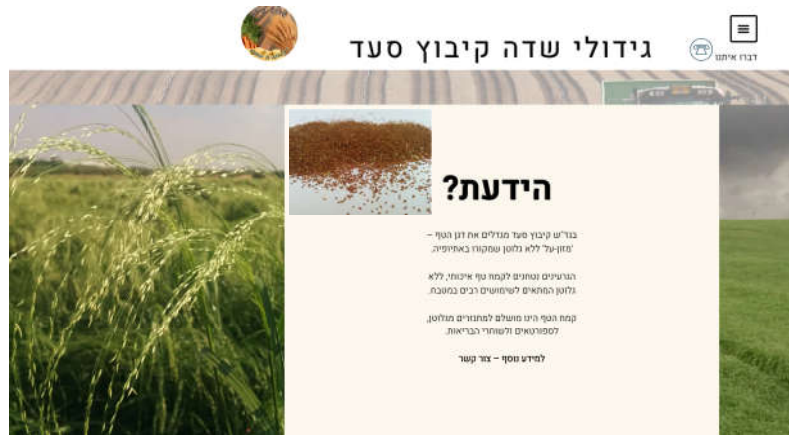 גידולי שדה קיבוץ סעד
דברו איתנו
הידעת?
בגד"ש קיבוץ סעד מגדלים את דגן הטף –
'מזון-על' ללא גלוטן שמקורו באתיופיה.
הגרעינים נטחנים לקמח טף איכותי, ללא
גלוטן המתאים לשימושים רבים במטבח.
קמח הטף הינו מושלם למתנזרים מגלוטן,
לספורטאים ולשוחרי הבריאות.
למידע נוסף – צור קשר